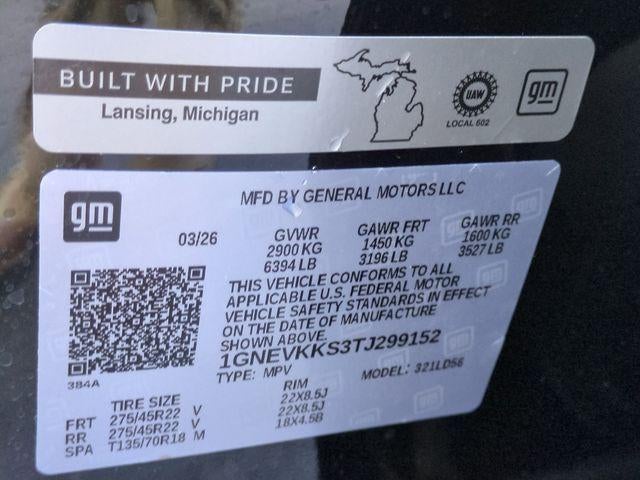 BUILT WITH PRIDE
Lansing, Michigan
UAW
LOCAL 602
gm
gm
MFD BY GENERAL MOTORS LLC
03/26
GVWR
2900 KG
6394 LB
GAWR FRT
1450 KG
3196 LB
GAWR RR
1600 KG
3527 LB
THIS VEHICLE CONFORMS TO ALL
APPLICABLE U.S. FEDERAL MOTOR
VEHICLE SAFETY STANDARDS IN EFFECT
ON THE DATE OF MANUFACTURE
SHOWN ABOVE.
1GNEVKKS3TJ299152
TYPE: MPV MODEL: 321LD56
384A
TIRE SIZE RIM
FRT 275/45R22 V 22X8.5J
RR 275/45R22 V 22X8.5J
SPA T135/70R18 M 18X4.5B